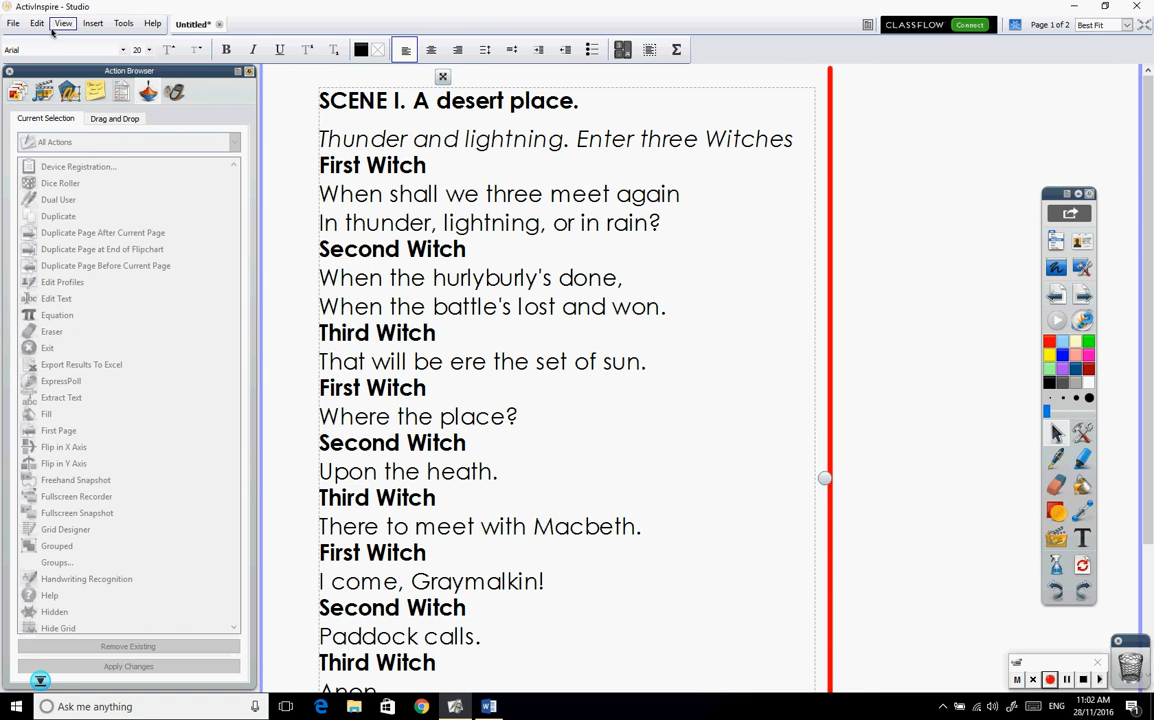 ActivInspire - Studio
File Edit View Insert Tools Help Untitled*
CLASSFLOW Connect Page 1 of 2 Best Fit
Arial 20 B I U
Action Browser
Current Selection Drag and Drop
All Actions
Device Registration...
Dice Roller
Dual User
Duplicate
Duplicate Page After Current Page
Duplicate Page at End of Flipchart
Duplicate Page Before Current Page
Edit Profiles
Edit Text
Equation
Eraser
Exit
Export Results To Excel
ExpressPoll
Extract Text
Fill
First Page
Flip in X Axis
Flip in Y Axis
Freehand Snapshot
Fullscreen Recorder
Fullscreen Snapshot
Grid Designer
Grouped
Groups...
Handwriting Recognition
Help
Hidden
Hide Grid
Remove Existing
Apply Changes
SCENE I. A desert place.
Thunder and lightning. Enter three Witches
First Witch
When shall we three meet again
In thunder, lightning, or in rain?
Second Witch
When the hurlyburly's done,
When the battle's lost and won.
Third Witch
That will be ere the set of sun.
First Witch
Where the place?
Second Witch
Upon the heath.
Third Witch
There to meet with Macbeth.
First Witch
I come, Graymalkin!
Second Witch
Paddock calls.
Third Witch
Anon.
M
Ask me anything
ENG
11:02 AM
28/11/2016